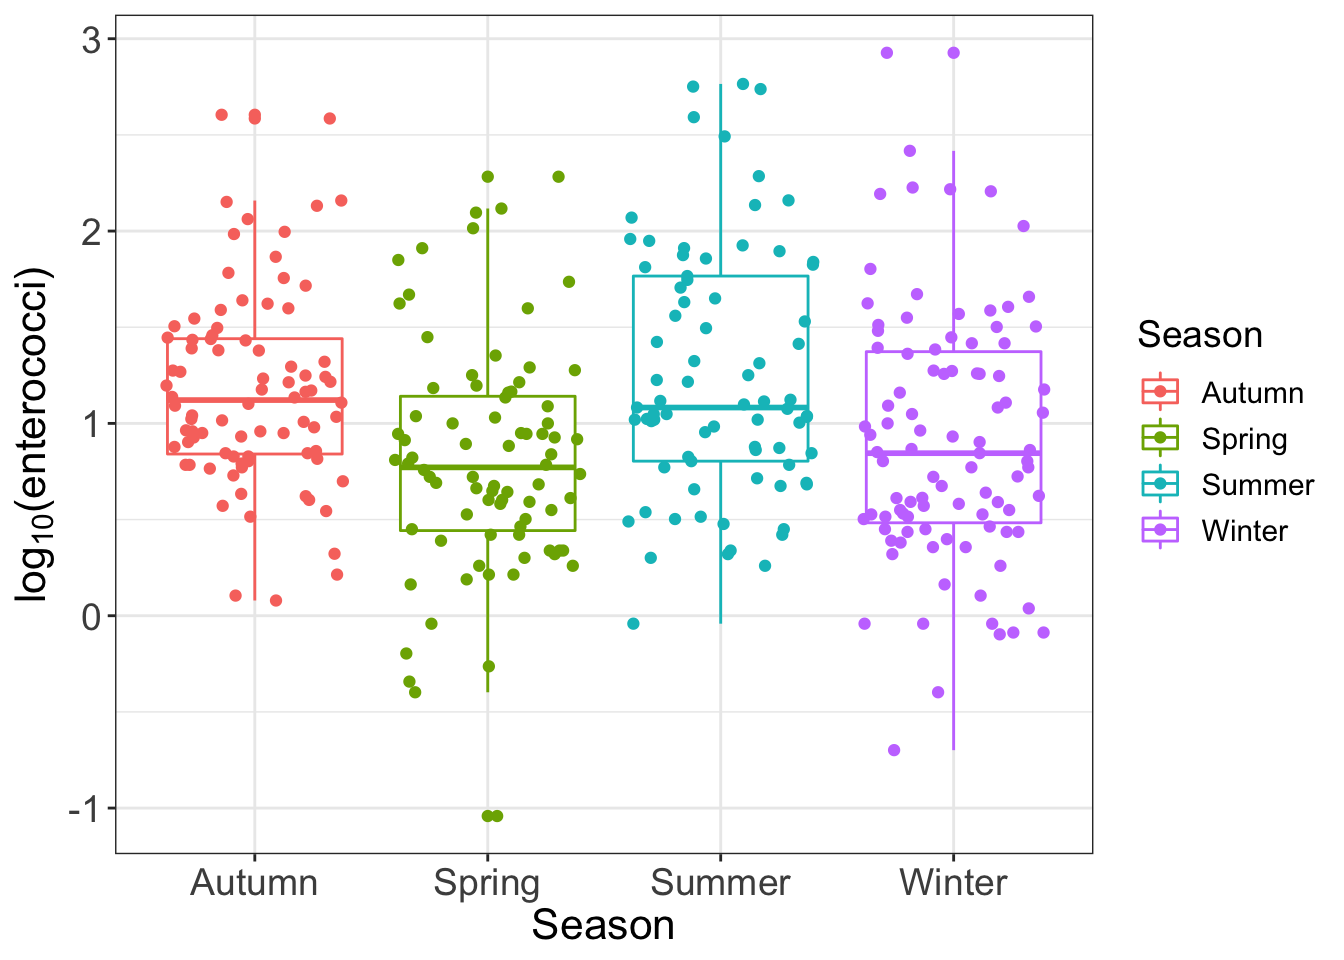 3
2
1
0
-1
log₁₀(enterococci)
Autumn Spring Summer Winter
Season
Season
Autumn
Spring
Summer
Winter